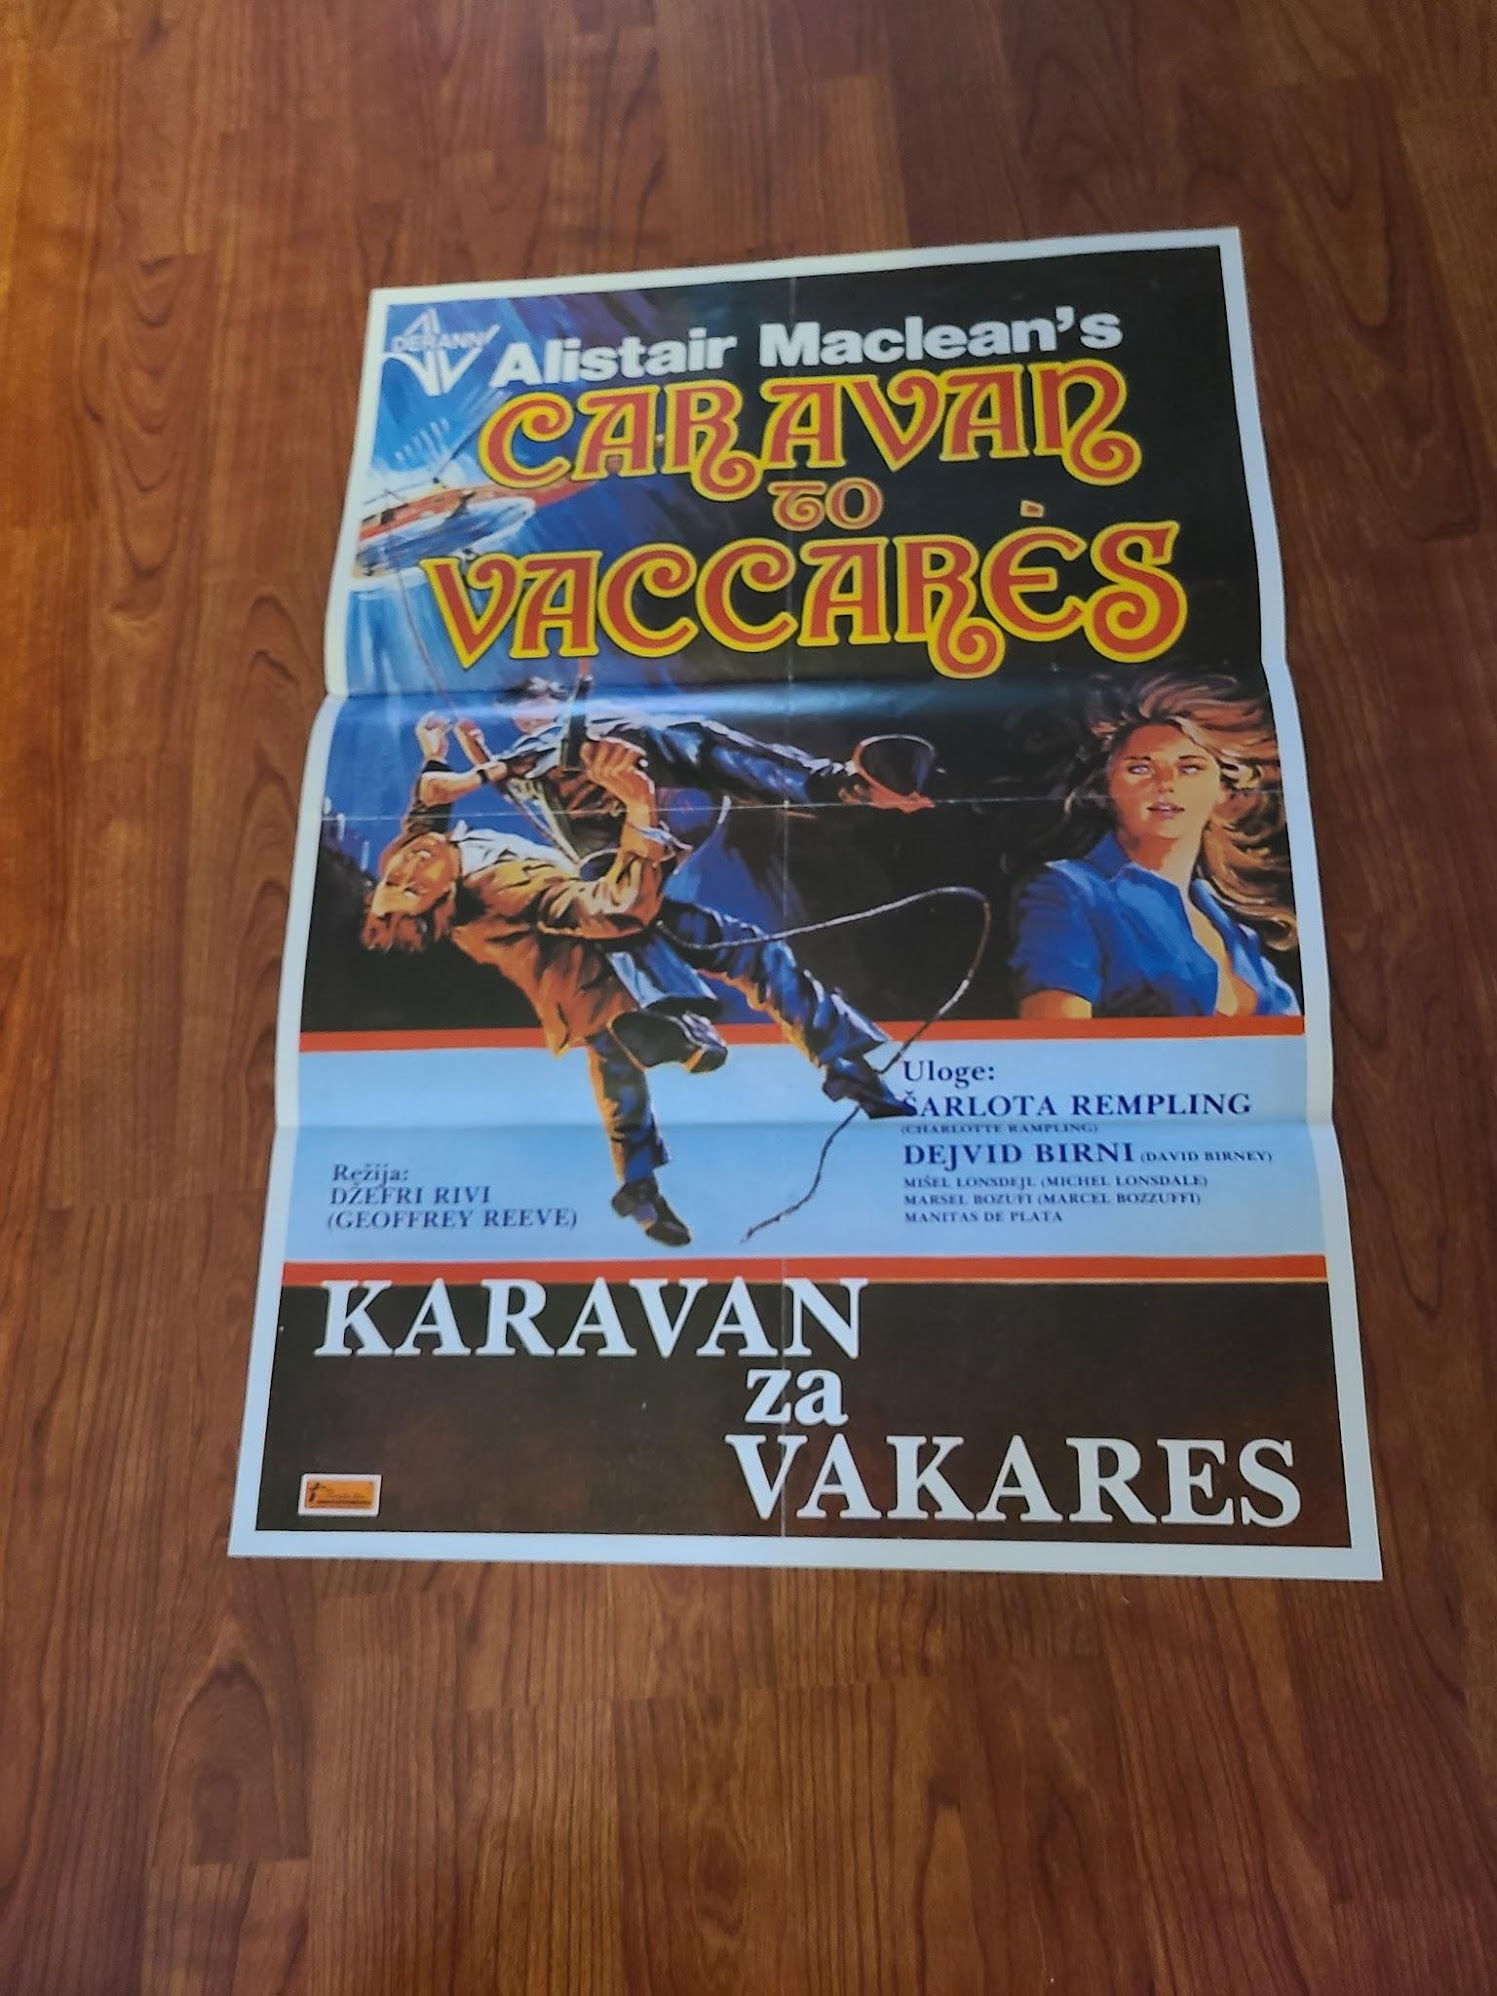 DERANN
Alistair Maclean's
CARAVAN
TO
VACCARÈS
Uloge:
ŠARLOTA REMPLING
(CHARLOTTE RAMPLING)
DEJVID BIRNI (DAVID BIRNEY)
MIŠEL LONSDEJL (MICHEL LONSDALE)
MARSEL BOZUFI (MARCEL BOZZUFFI)
MANITAS DE PLATA
Režija:
DŽEFRI RIVI
(GEOFFREY REEVE)
KARAVAN
za
VAKARES